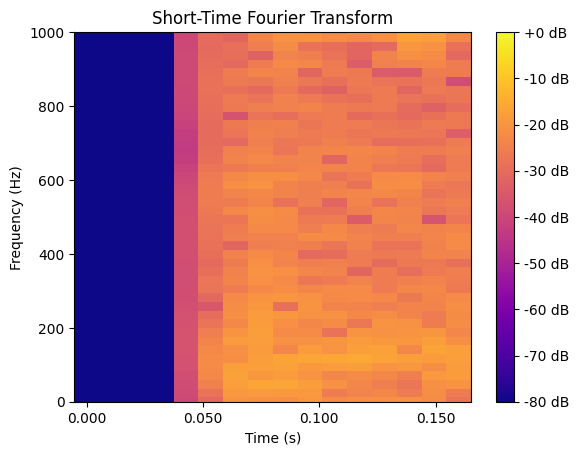 Short-Time Fourier Transform
1000
800
600
400
200
0
Frequency (Hz)
0.000
0.050
0.100
0.150
Time (s)
+0 dB
-10 dB
-20 dB
-30 dB
-40 dB
-50 dB
-60 dB
-70 dB
-80 dB